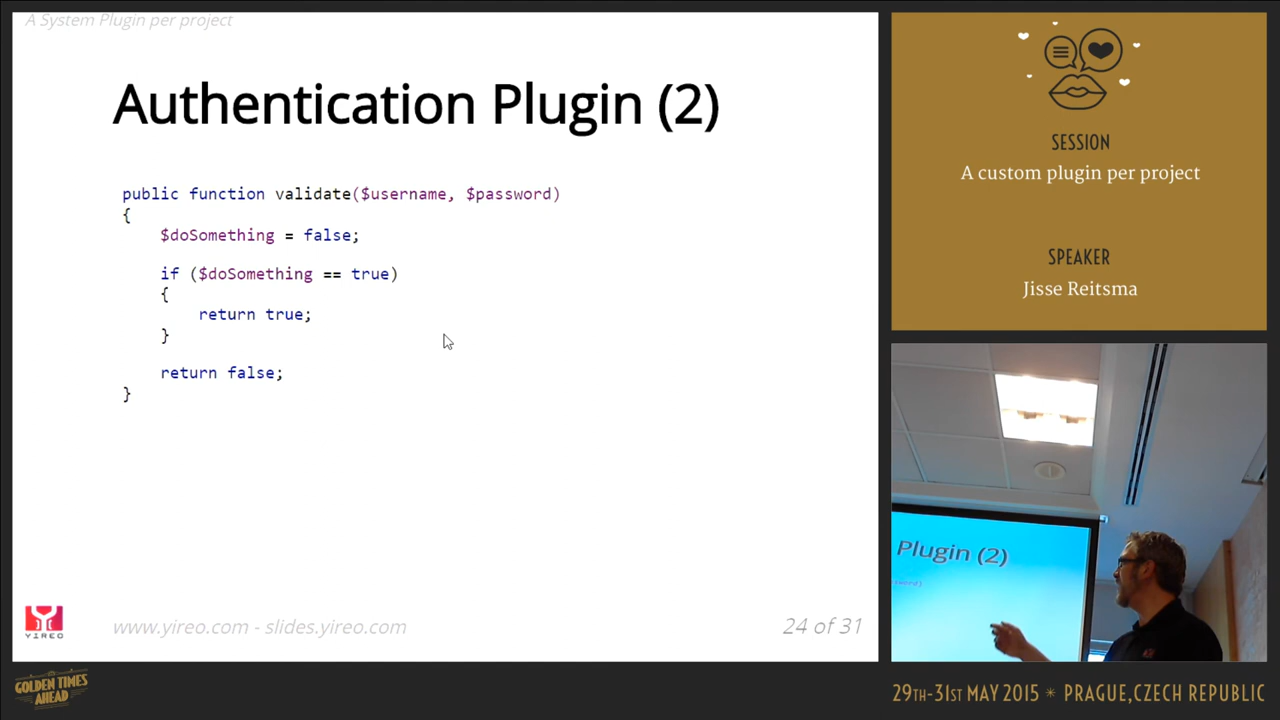 A System Plugin per project
Authentication Plugin (2)
public function validate($username, $password)
{
$doSomething = false;
if ($doSomething == true)
{
return true;
}
return false;
}
YIREO
www.yireo.com - slides.yireo.com
24 of 31
SESSION
A custom plugin per project
SPEAKER
Jisse Reitsma
Plugin (2)
GOLDEN TIMES
AHEAD
29TH-31ST MAY 2015 * PRAGUE,CZECH REPUBLIC